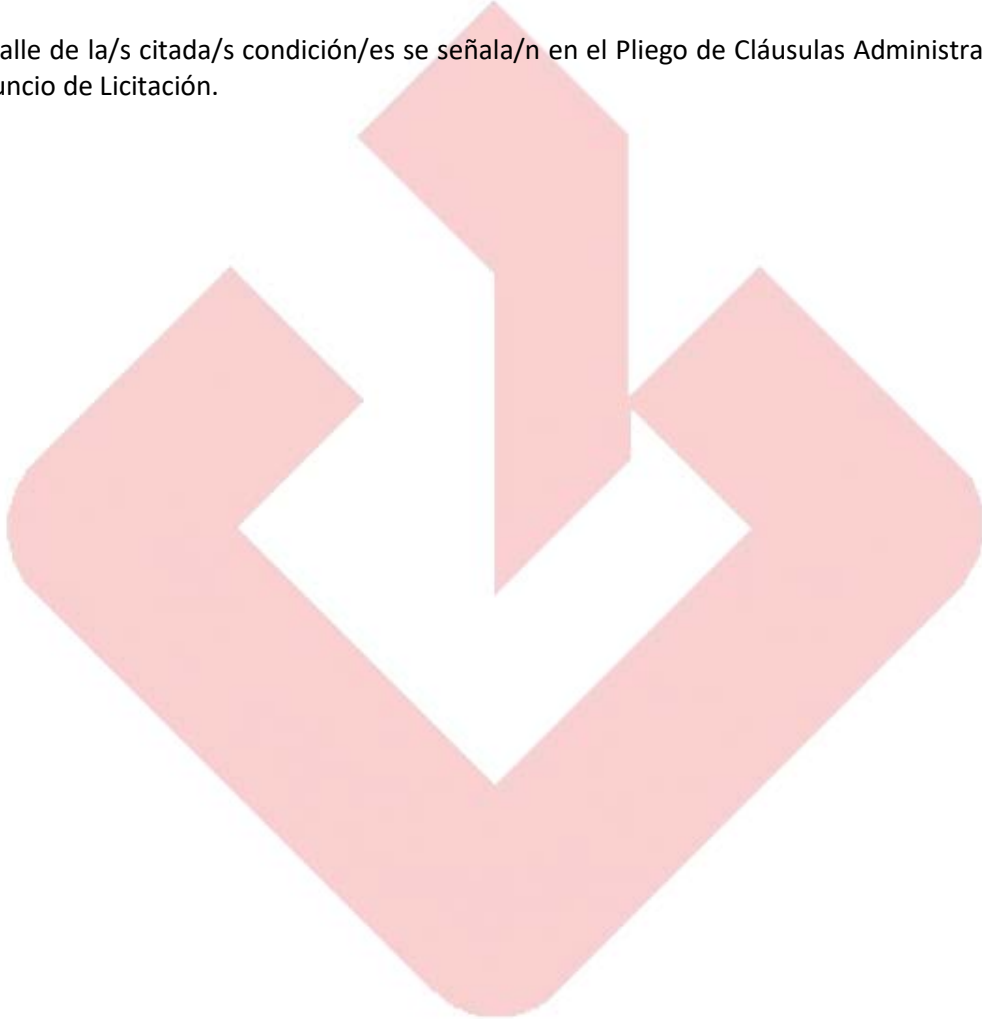 alle de la/s citada/s condición/es se señala/n en el Pliego de Cláusulas Administra
uncio de Licitación.